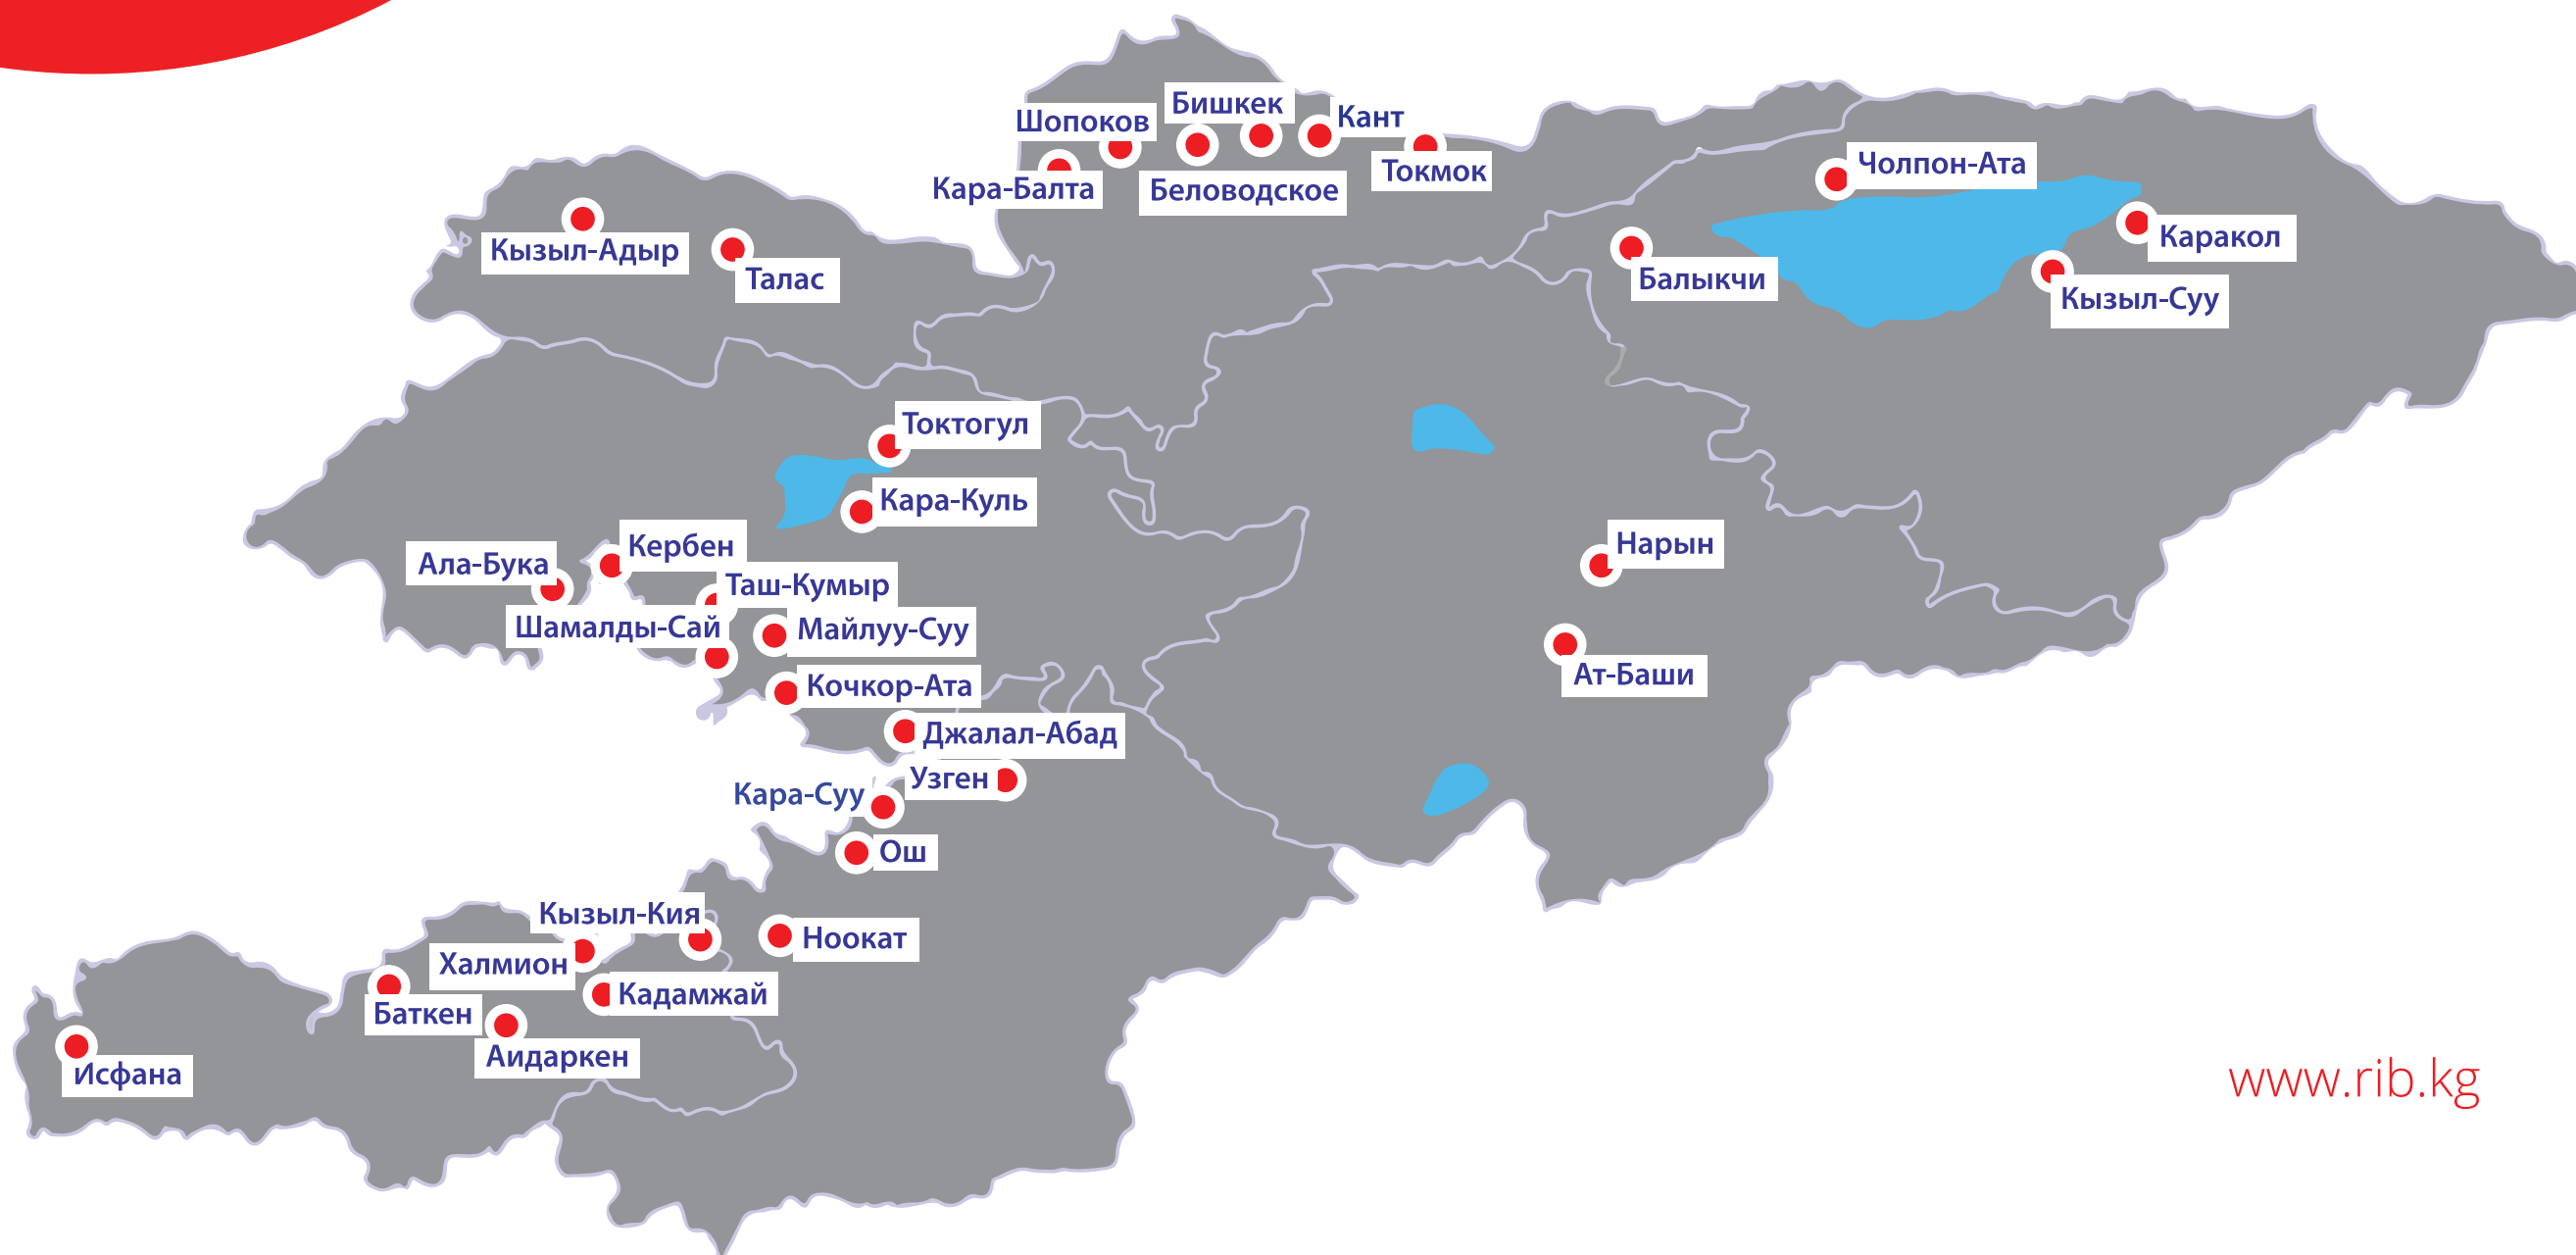 Бишкек
Шопоков
Кант
Кара-Балта
Беловодское
Токмок
Чолпон-Ата
Кызыл-Адыр
Талас
Балыкчи
Каракол
Кызыл-Суу
Токтогул
Кара-Куль
Кербен
Ала-Бука
Таш-Кумыр
Шамалды-Сай
Майлуу-Суу
Нарын
Ат-Баши
Кочкор-Ата
Джалал-Абад
Узген
Кара-Суу
Ош
Кызыл-Кия
Ноокат
Халмион
Кадамжай
Баткен
Аидаркен
Исфана
www.rib.kg